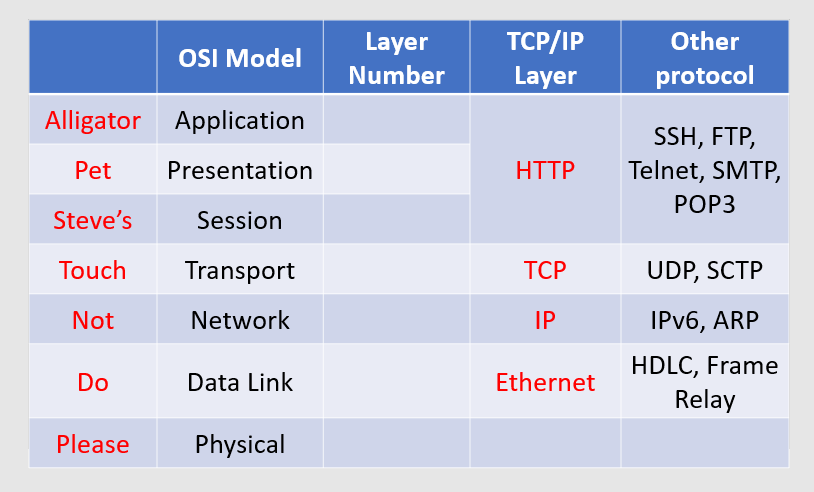 OSI Model
Layer
Number
TCP/IP
Layer
Other
protocol
Alligator
Application
Pet
Presentation
Steve’s
Session
HTTP
SSH, FTP,
Telnet, SMTP,
POP3
Touch
Transport
TCP
UDP, SCTP
Not
Network
IP
IPv6, ARP
Do
Data Link
Ethernet
HDLC, Frame
Relay
Please
Physical